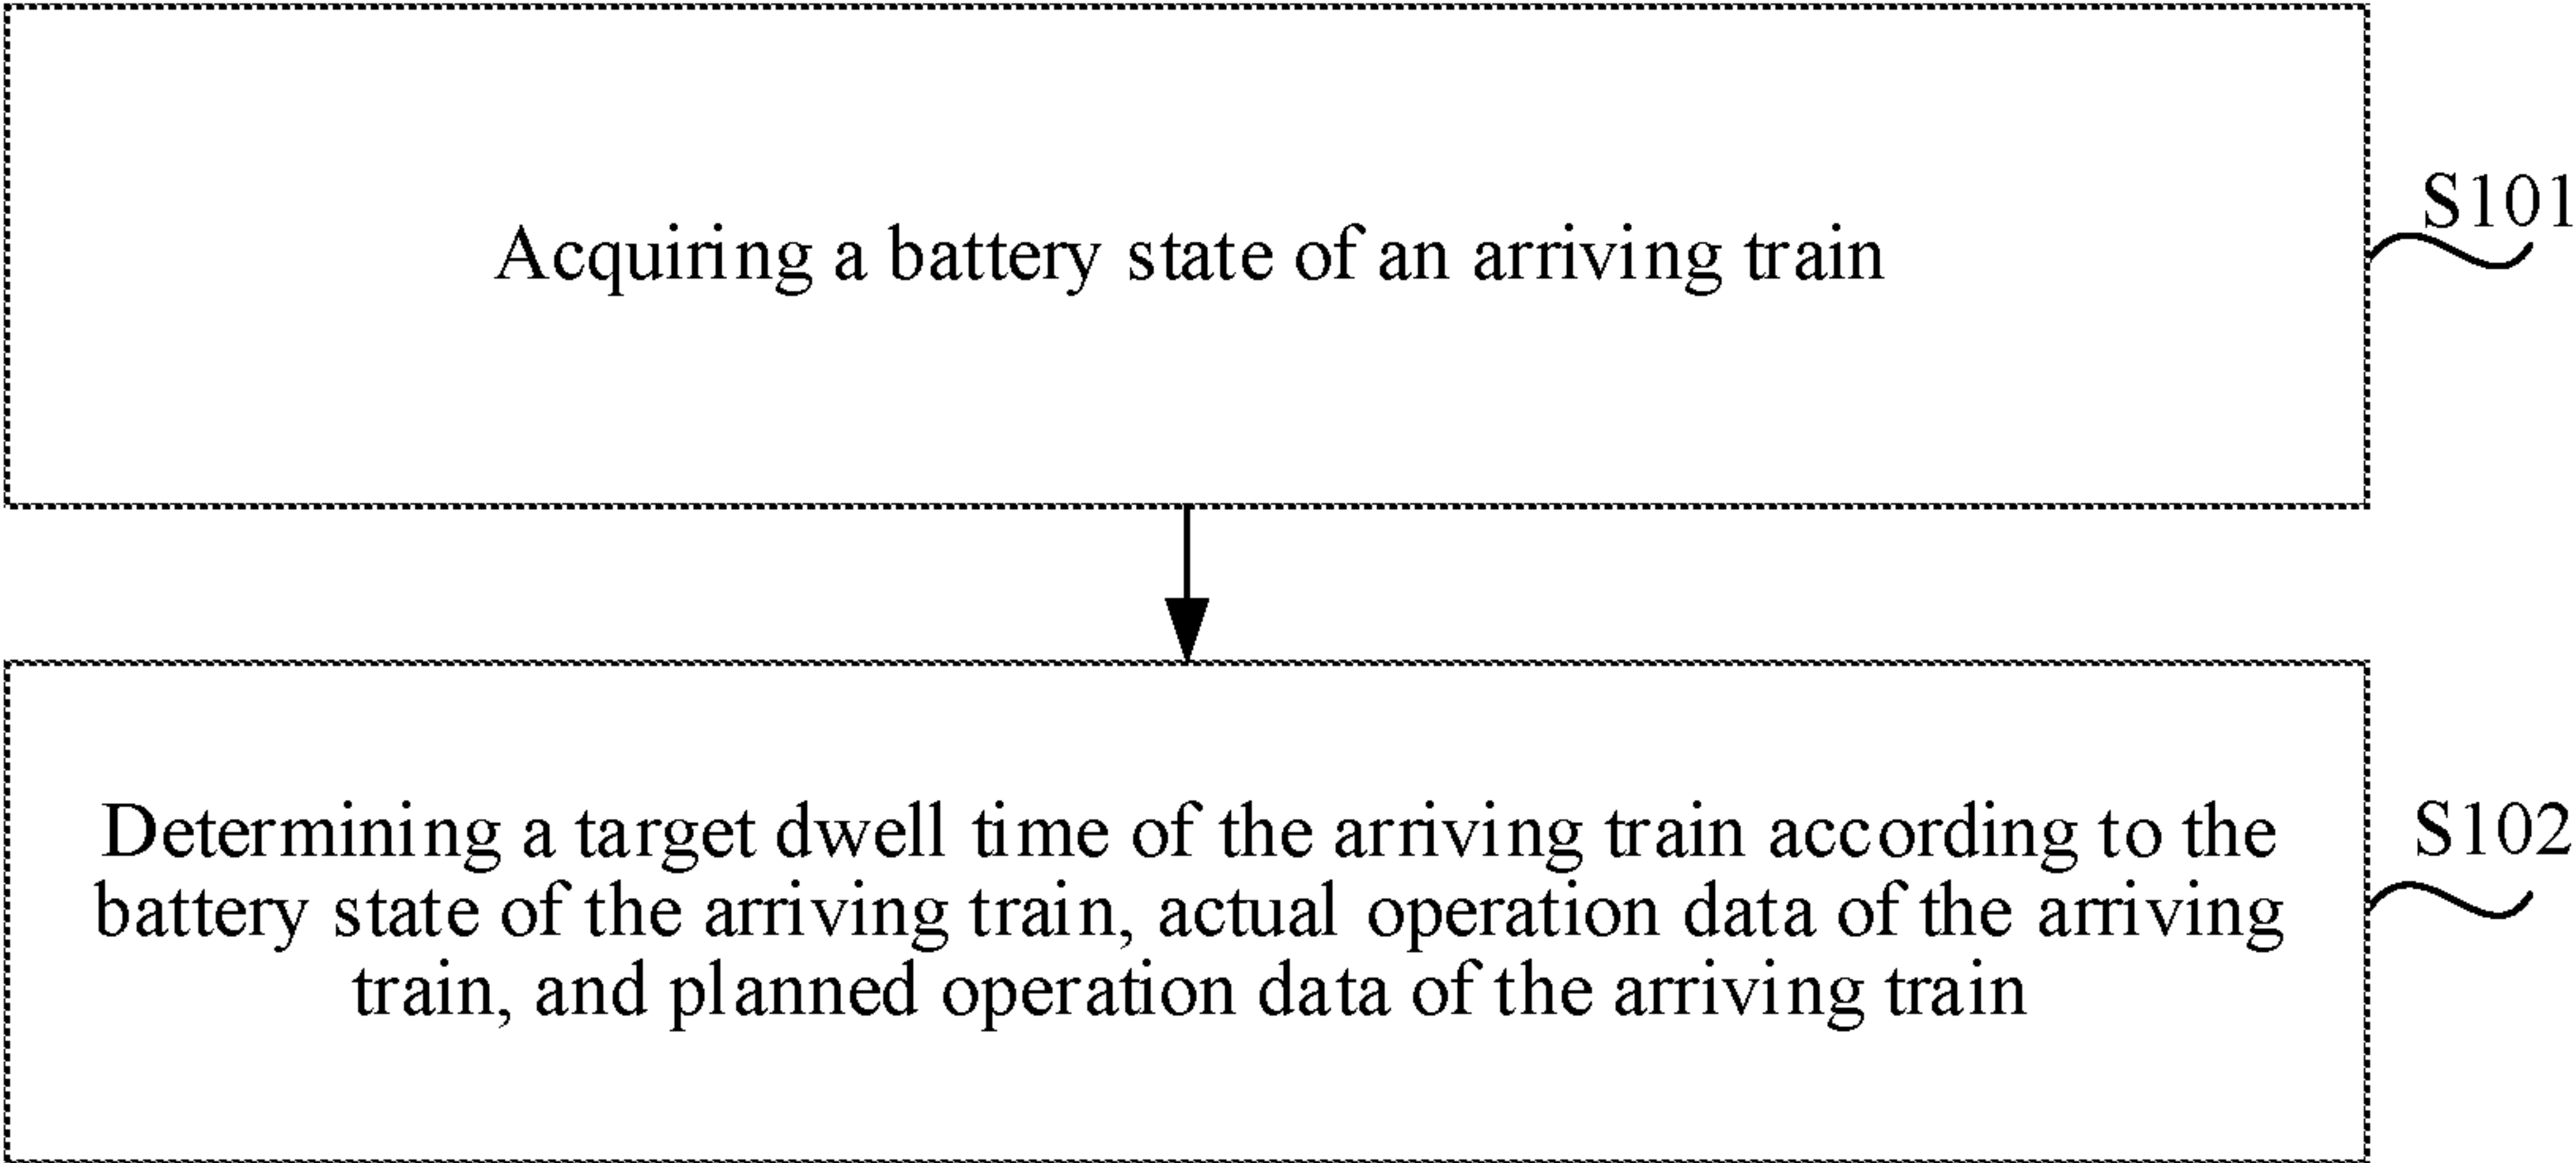 Acquiring a battery state of an arriving train
S101
Determining a target dwell time of the arriving train according to the
battery state of the arriving train, actual operation data of the arriving
train, and planned operation data of the arriving train
S102